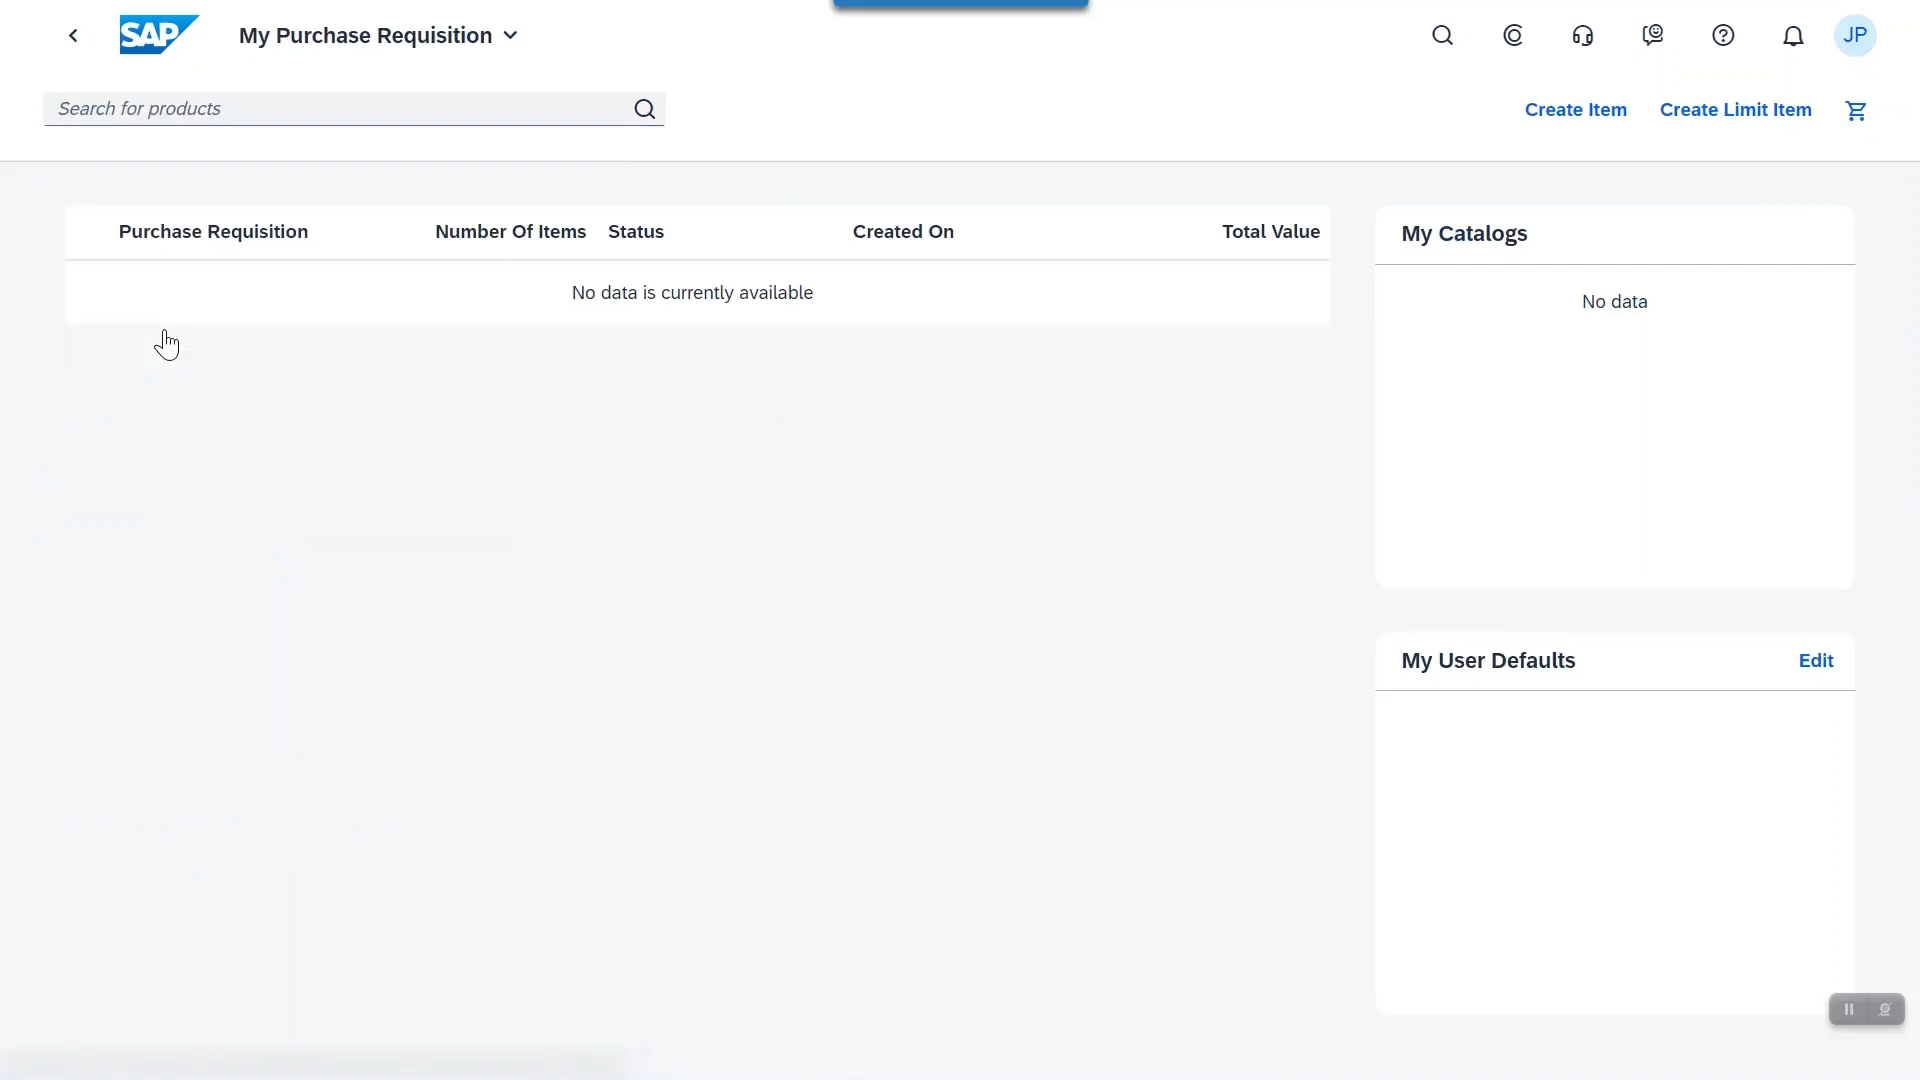 SAP My Purchase Requisition JP
Search for products Create Item Create Limit Item
Purchase Requisition Number Of Items Status Created On Total Value
No data is currently available
My Catalogs
No data
My User Defaults Edit